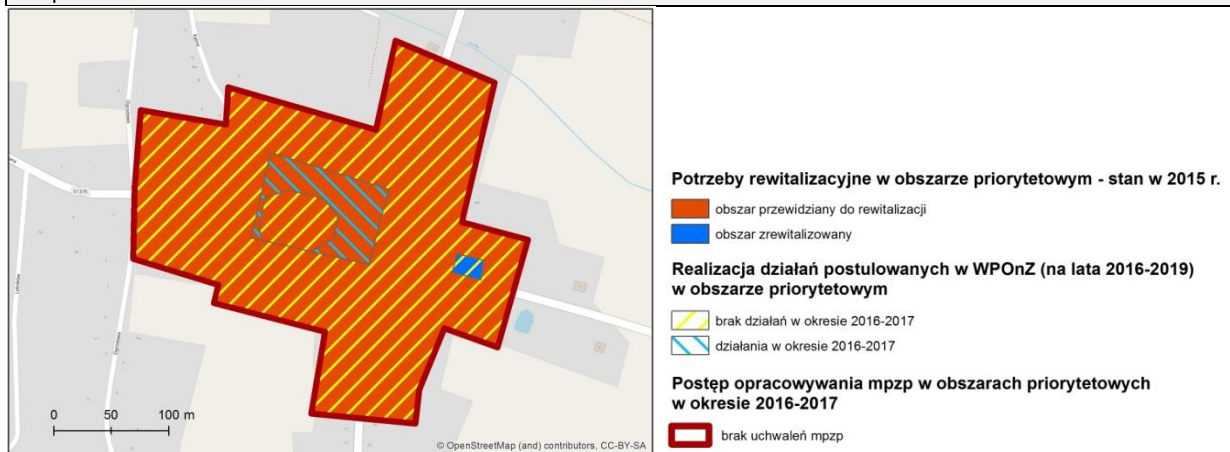 Potrzeby rewitalizacyjne w obszarze priorytetowym - stan w 2015 r.
obszar przewidziany do rewitalizacji
obszar zrewitalizowany
Realizacja działań postulowanych w WPOnZ (na lata 2016-2019)
w obszarze priorytetowym
brak działań w okresie 2016-2017
działania w okresie 2016-2017
Postęp opracowywania mpzp w obszarach priorytetowych
w okresie 2016-2017
brak uchwaleń mpzp
Ogrodowa
Ogrodowa
0 50 100 m
© OpenStreetMap (and) contributors, CC-BY-SA